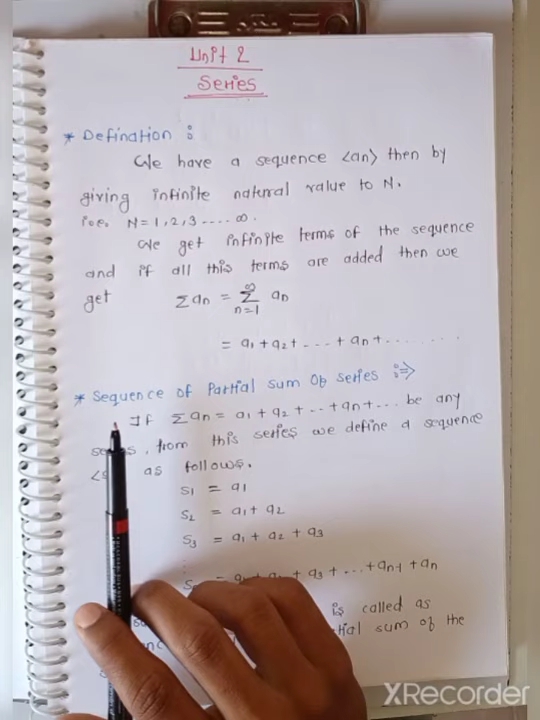 Unit 2
Series
* Defination :
We have a sequence <an> then by
giving infinite natural value to N.
i.e. N = 1, 2, 3 ..... ∞.
We get infinite terms of the sequence
and if all this terms are added then we
get Σan = ∞Σn=1 an
= a1 + a2 + ... + an + ........
* Sequence of Partial sum Of series :=>
If Σan = a1 + a2 + .. + an + ... be any
from this series we define a sequence
as follows.
S1 = a1
S2 = a1 + a2
S3 = a1 + a2 + a3
a3 + ... + an-1 + an
is called as
sum of the
XRecorder